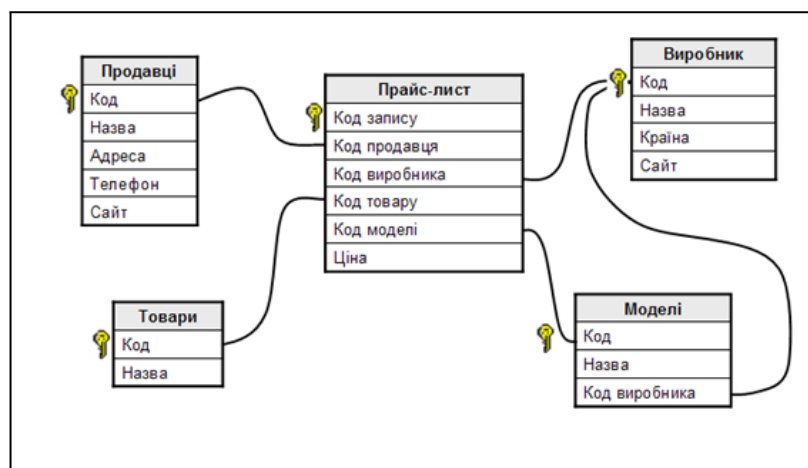 Продавці
Код
Назва
Адреса
Телефон
Сайт
Прайс-лист
Код запису
Код продавця
Код виробника
Код товару
Код моделі
Ціна
Виробник
Код
Назва
Країна
Сайт
Товари
Код
Назва
Моделі
Код
Назва
Код виробника